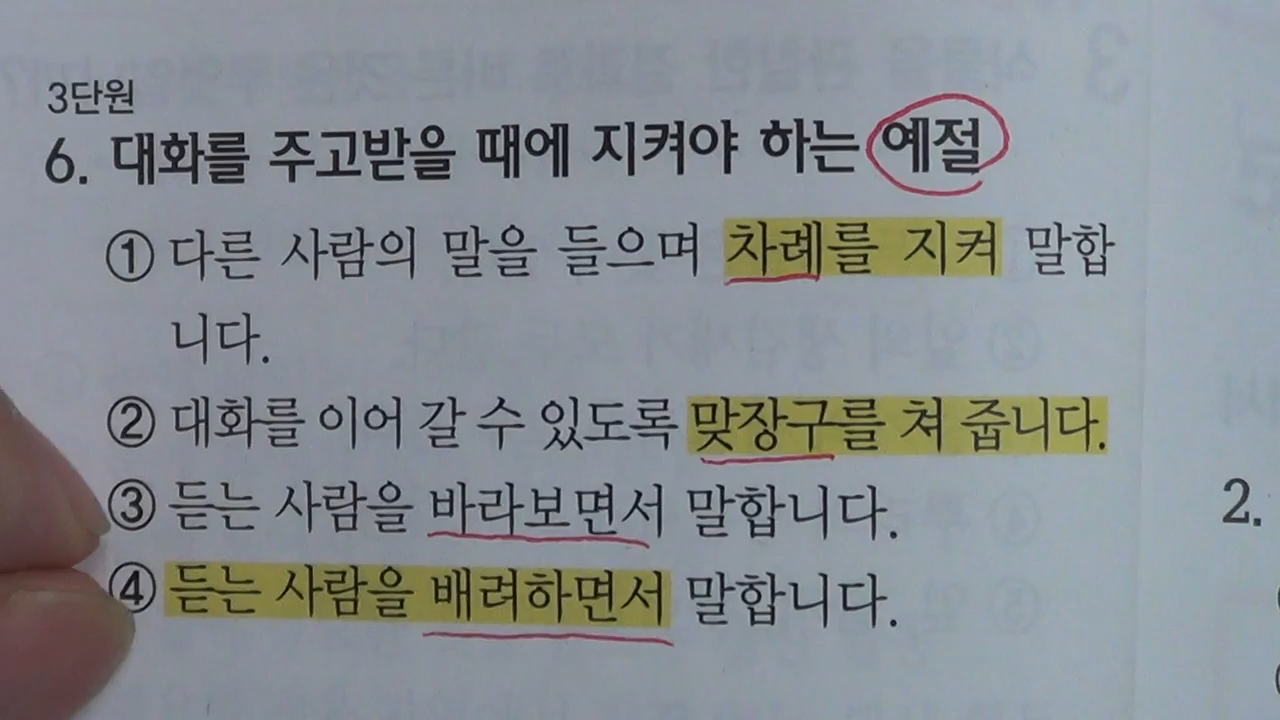 3단원
6. 대화를 주고받을 때에 지켜야 하는 예절
① 다른 사람의 말을 들으며 차례를 지켜 말합
니다.
② 대화를 이어 갈 수 있도록 맞장구를 쳐 줍니다.
③ 듣는 사람을 바라보면서 말합니다.
④ 듣는 사람을 배려하면서 말합니다.
2.